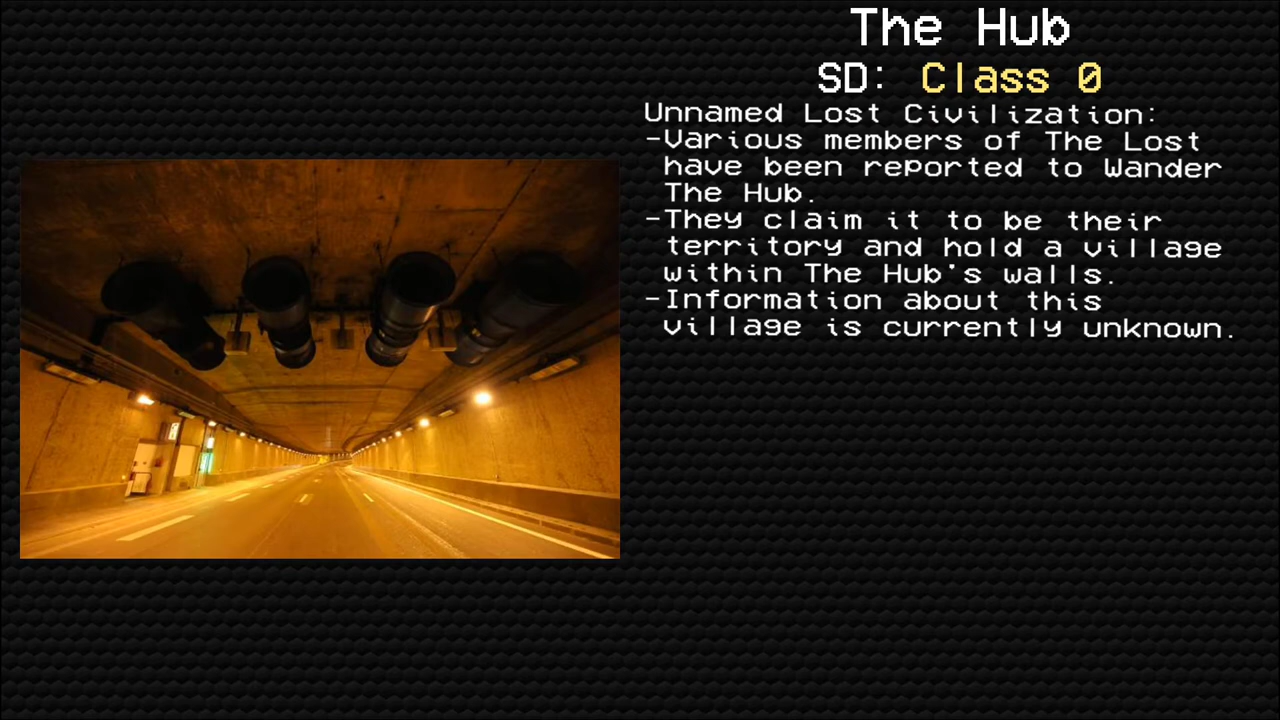 The Hub
SD: Class 0
Unnamed Lost Civilization:
-Various members of The Lost
have been reported to Wander
The Hub.
-They claim it to be their
territory and hold a village
within The Hub's walls.
-Information about this
village is currently unknown.